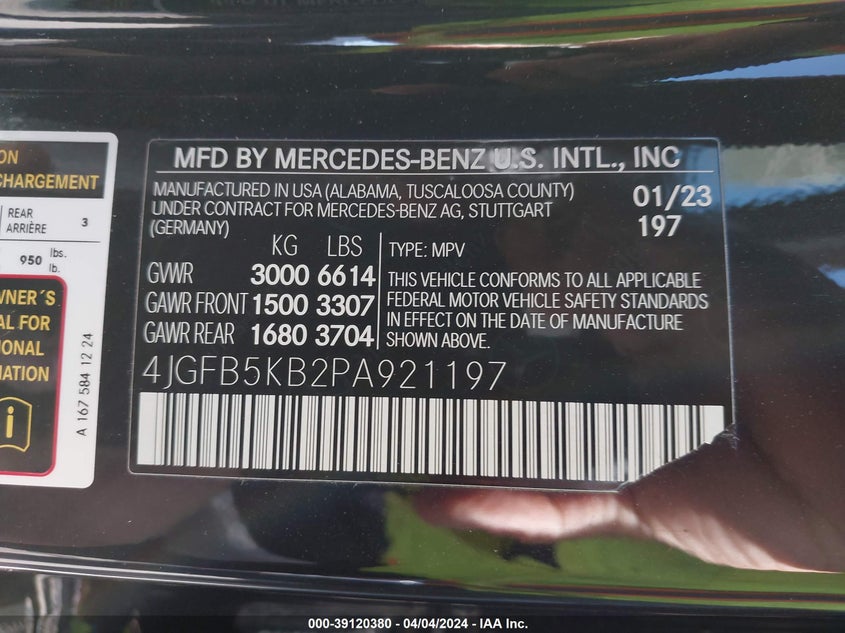 ON
CHARGEMENT
REAR
ARRIÈRE 3
950 lbs.
lb.
WNER´S
AL FOR
IONAL
MATION
i
A 167 584 12 24
MFD BY MERCEDES-BENZ U.S. INTL., INC
MANUFACTURED IN USA (ALABAMA, TUSCALOOSA COUNTY)
UNDER CONTRACT FOR MERCEDES-BENZ AG, STUTTGART
(GERMANY)
01/23
197
KG LBS
GWR 3000 6614
GAWR FRONT 1500 3307
GAWR REAR 1680 3704
TYPE: MPV
THIS VEHICLE CONFORMS TO ALL APPLICABLE
FEDERAL MOTOR VEHICLE SAFETY STANDARDS
IN EFFECT ON THE DATE OF MANUFACTURE
SHOWN ABOVE.
4JGFB5KB2PA921197
000-39120380 - 04/04/2024 - IAA Inc.